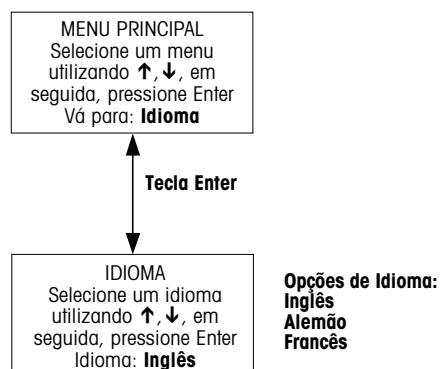 MENU PRINCIPAL
Selecione um menu
utilizando ↑,↓, em
seguida, pressione Enter
Vá para: Idioma
Tecla Enter
IDIOMA
Selecione um idioma
utilizando ↑,↓, em
seguida, pressione Enter
Idioma: Inglês
Opções de Idioma:
Inglês
Alemão
Francês